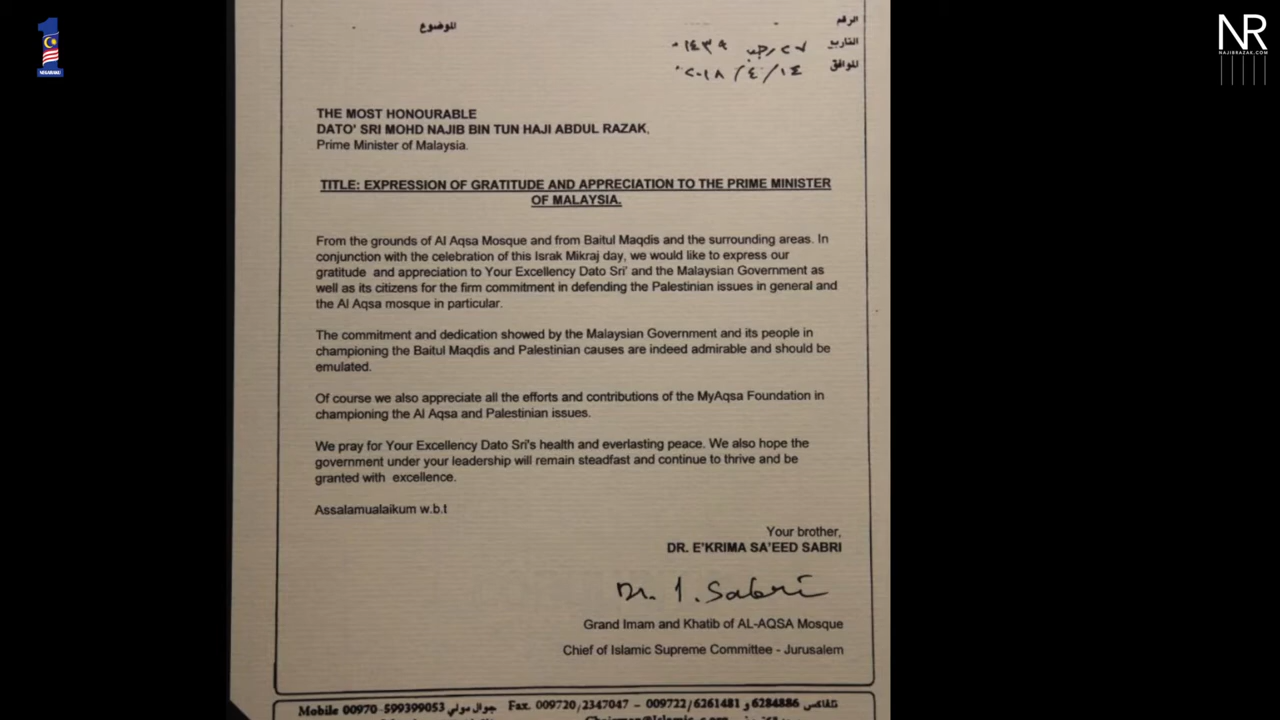 1
NEGARAKU
NR
NAJIBRAZAK.COM
الرقم
الموضوع
التاريخ ٢٧ رجب ١٤٣٩
الموافق ١٤ / ٤ / ٢٠١٨
THE MOST HONOURABLE
DATO' SRI MOHD NAJIB BIN TUN HAJI ABDUL RAZAK,
Prime Minister of Malaysia.
TITLE: EXPRESSION OF GRATITUDE AND APPRECIATION TO THE PRIME MINISTER
OF MALAYSIA.
From the grounds of Al Aqsa Mosque and from Baitul Maqdis and the surrounding areas. In
conjunction with the celebration of this Israk Mikraj day, we would like to express our
gratitude and appreciation to Your Excellency Dato Sri' and the Malaysian Government as
well as its citizens for the firm commitment in defending the Palestinian issues in general and
the Al Aqsa mosque in particular.
The commitment and dedication showed by the Malaysian Government and its people in
championing the Baitul Maqdis and Palestinian causes are indeed admirable and should be
emulated.
Of course we also appreciate all the efforts and contributions of the MyAqsa Foundation in
championing the Al Aqsa and Palestinian issues.
We pray for Your Excellency Dato Sri's health and everlasting peace. We also hope the
government under your leadership will remain steadfast and continue to thrive and be
granted with excellence.
Assalamualaikum w.b.t
Your brother,
DR. E'KRIMA SA'EED SABRI
Dr. I. Sabri
Grand Imam and Khatib of AL-AQSA Mosque
Chief of Islamic Supreme Committee - Jurusalem
Mobile 00970-599399053 جوال موبي Fax. 009720/2347047 - 009722/6261481 و 6284886 تلفاكس